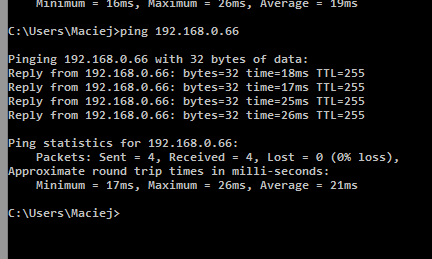 Minimum = 16ms, Maximum = 26ms, Average = 19ms
C:\Users\Maciej>ping 192.168.0.66
Pinging 192.168.0.66 with 32 bytes of data:
Reply from 192.168.0.66: bytes=32 time=18ms TTL=255
Reply from 192.168.0.66: bytes=32 time=17ms TTL=255
Reply from 192.168.0.66: bytes=32 time=25ms TTL=255
Reply from 192.168.0.66: bytes=32 time=26ms TTL=255
Ping statistics for 192.168.0.66:
Packets: Sent = 4, Received = 4, Lost = 0 (0% loss),
Approximate round trip times in milli-seconds:
Minimum = 17ms, Maximum = 26ms, Average = 21ms
C:\Users\Maciej>